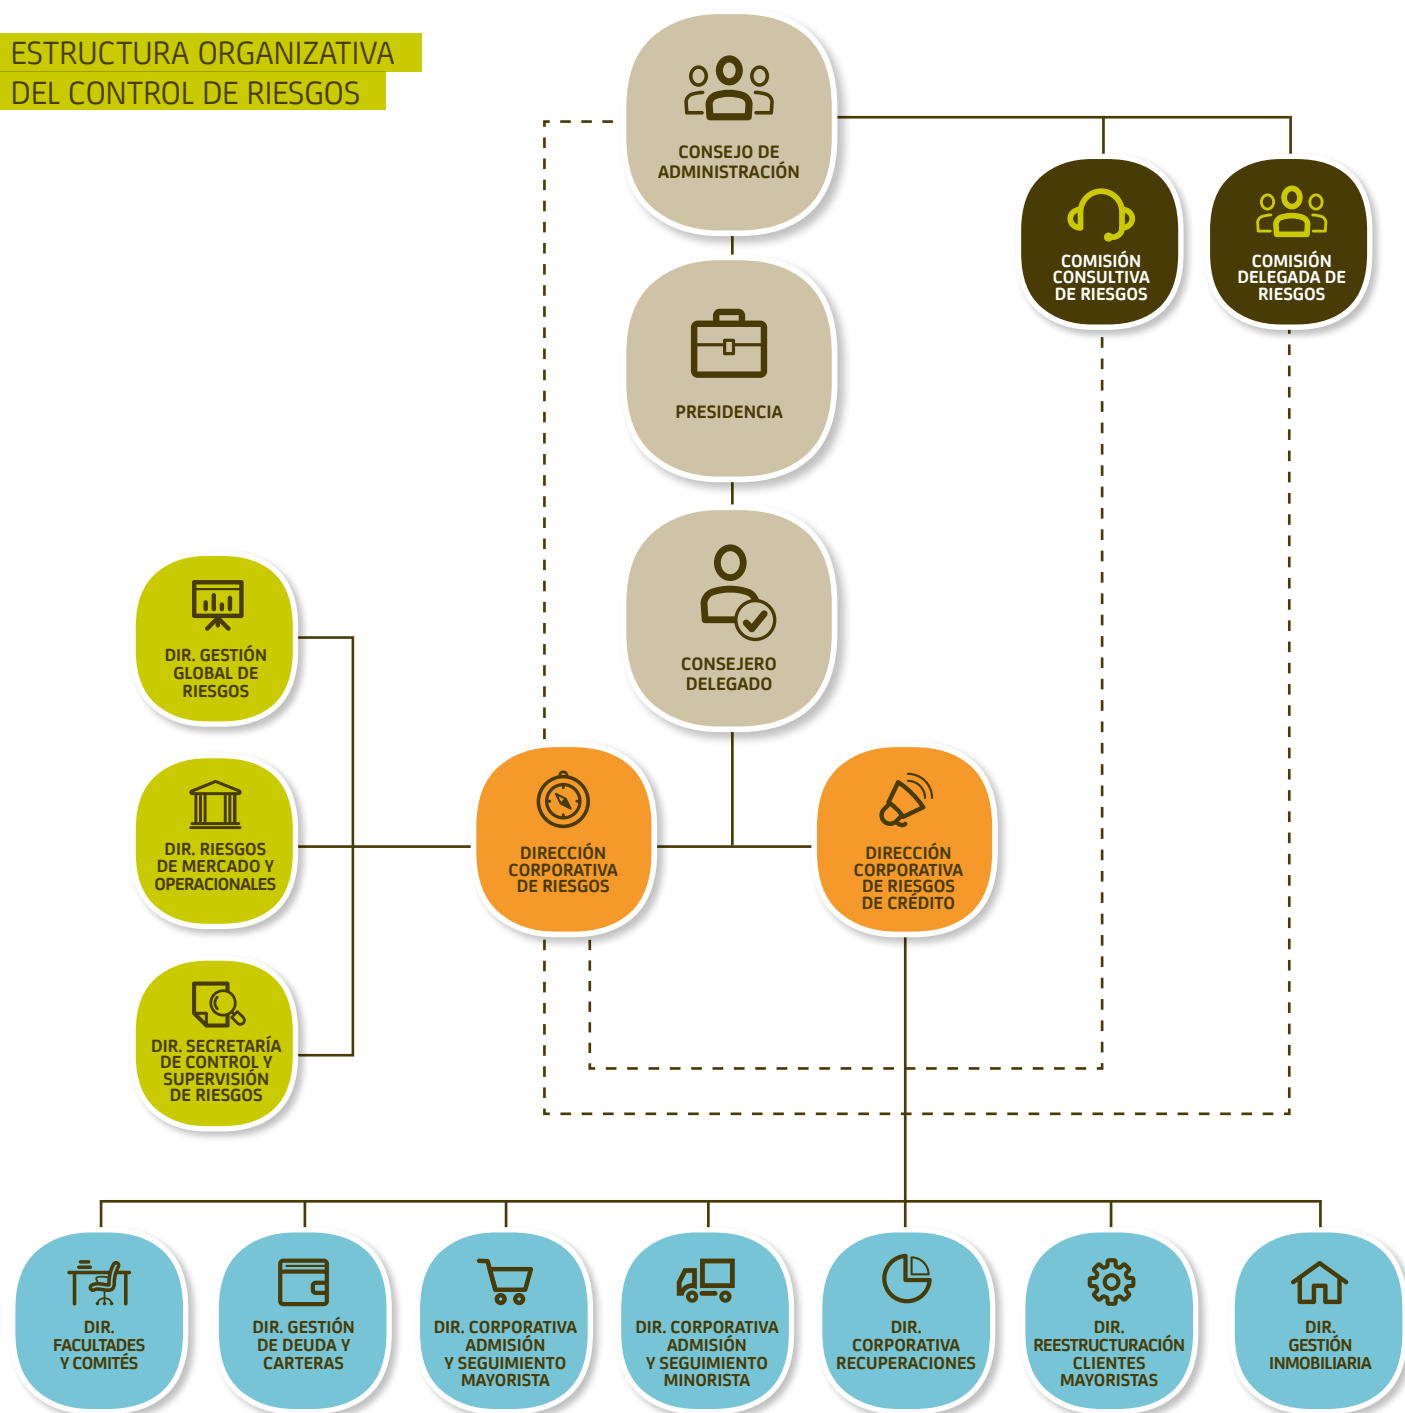 ESTRUCTURA ORGANIZATIVA
DEL CONTROL DE RIESGOS
CONSEJO DE
ADMINISTRACIÓN
COMISIÓN
CONSULTIVA
DE RIESGOS
COMISIÓN
DELEGADA DE
RIESGOS
PRESIDENCIA
CONSEJERO
DELEGADO
DIR. GESTIÓN
GLOBAL DE
RIESGOS
DIR. RIESGOS
DE MERCADO Y
OPERACIONALES
DIR. SECRETARÍA
DE CONTROL Y
SUPERVISIÓN
DE RIESGOS
DIRECCIÓN
CORPORATIVA
DE RIESGOS
DIRECCIÓN
CORPORATIVA
DE RIESGOS
DE CRÉDITO
DIR.
FACULTADES
Y COMITÉS
DIR. GESTIÓN
DE DEUDA Y
CARTERAS
DIR. CORPORATIVA
ADMISIÓN
Y SEGUIMIENTO
MAYORISTA
DIR. CORPORATIVA
ADMISIÓN
Y SEGUIMIENTO
MINORISTA
DIR.
CORPORATIVA
RECUPERACIONES
DIR.
REESTRUCTURACIÓN
CLIENTES
MAYORISTAS
DIR.
GESTIÓN
INMOBILIARIA